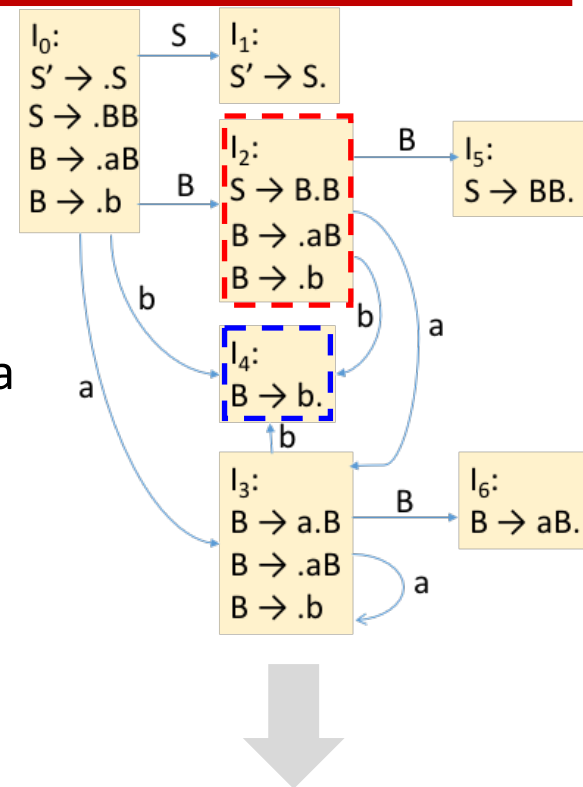 I₀:
S' → .S
S → .BB
B → .aB
B → .b
S
I₁:
S' → S.
B
I₂:
S → B.B
B → .aB
B → .b
B
I₅:
S → BB.
b
b
a
a
a
I₄:
B → b.
b
I₃:
B → a.B
B → .aB
B → .b
B
I₆:
B → aB.
a